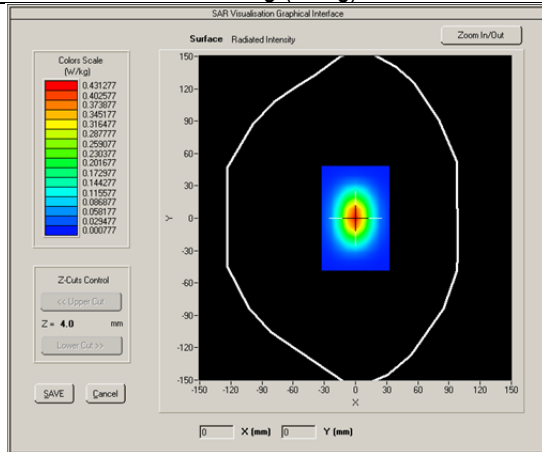 SAR Visualisation Graphical Interface
Surface Radiated Intensity
Zoom In/Out
Colors Scale
(W/kg)
0.431277
0.402577
0.373877
0.345177
0.316477
0.287777
0.259077
0.230377
0.201677
0.172977
0.144277
0.115577
0.086877
0.058177
0.029477
0.000777
150-
120-
90-
60-
30-
0-
-30-
-60-
-90-
-120-
-150-
Y
-150 -120 -90 -60 -30 0 30 60 90 120 150
X
Z-Cuts Control
<< Upper Cut
Z = 4.0 mm
Lower Cut >>
SAVE Cancel
0 X (mm) 0 Y (mm)